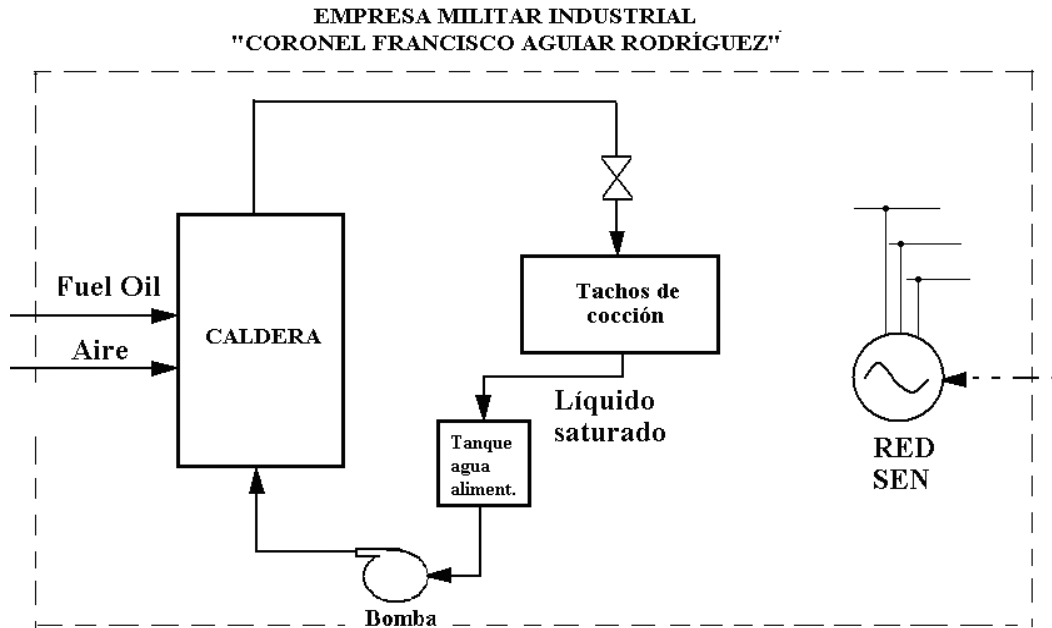 EMPRESA MILITAR INDUSTRIAL
"CORONEL FRANCISCO AGUIAR RODRÍGUEZ"
Fuel Oil
Aire
CALDERA
Tachos de
cocción
Líquido
saturado
Tanque
agua
aliment.
Bomba
RED
SEN